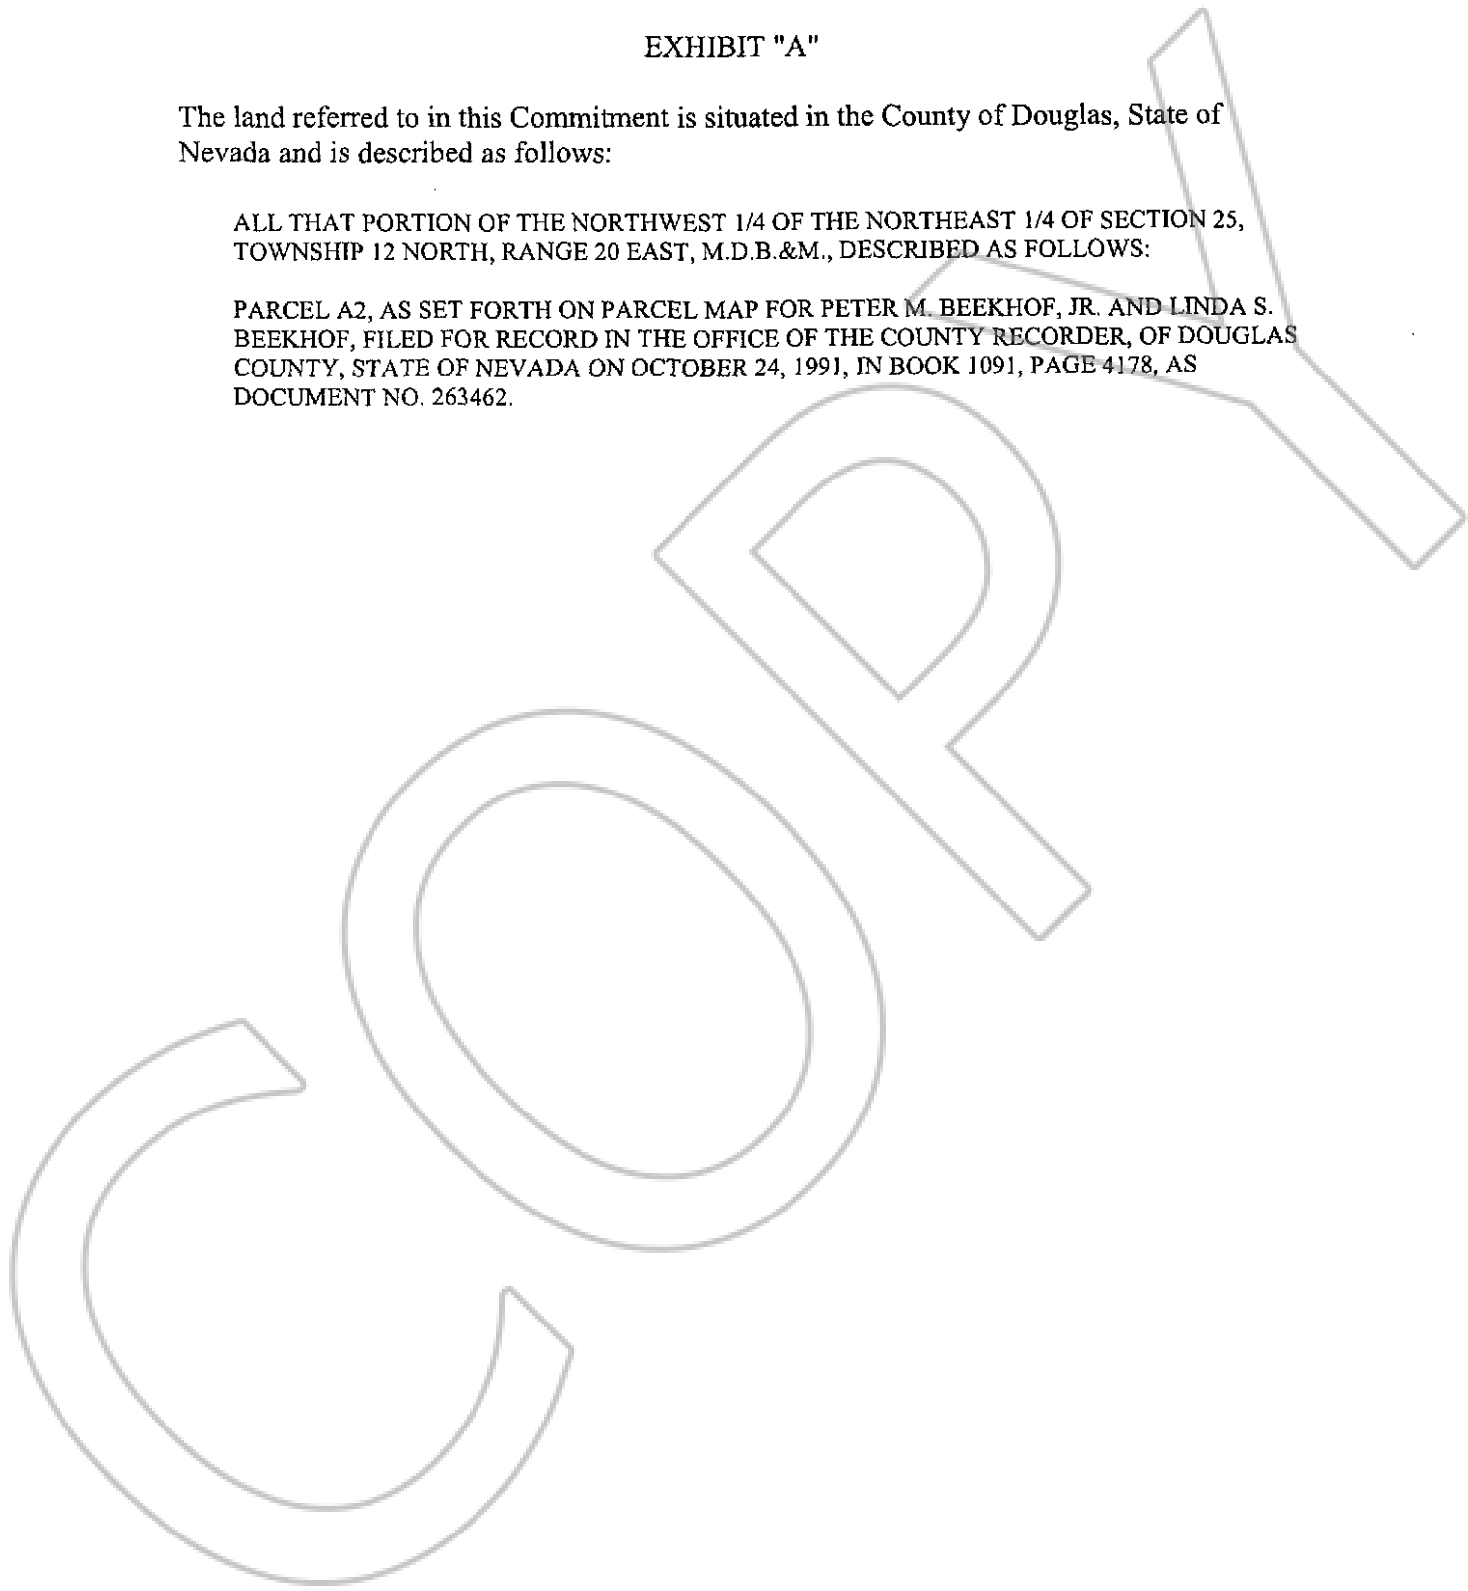 EXHIBIT "A"
The land referred to in this Commitment is situated in the County of Douglas, State of
Nevada and is described as follows:
ALL THAT PORTION OF THE NORTHWEST 1/4 OF THE NORTHEAST 1/4 OF SECTION 25,
TOWNSHIP 12 NORTH, RANGE 20 EAST, M.D.B.&M., DESCRIBED AS FOLLOWS:
PARCEL A2, AS SET FORTH ON PARCEL MAP FOR PETER M. BEEKHOF, JR. AND LINDA S.
BEEKHOF, FILED FOR RECORD IN THE OFFICE OF THE COUNTY RECORDER, OF DOUGLAS
COUNTY, STATE OF NEVADA ON OCTOBER 24, 1991, IN BOOK 1091, PAGE 4178, AS
DOCUMENT NO. 263462.
COPY